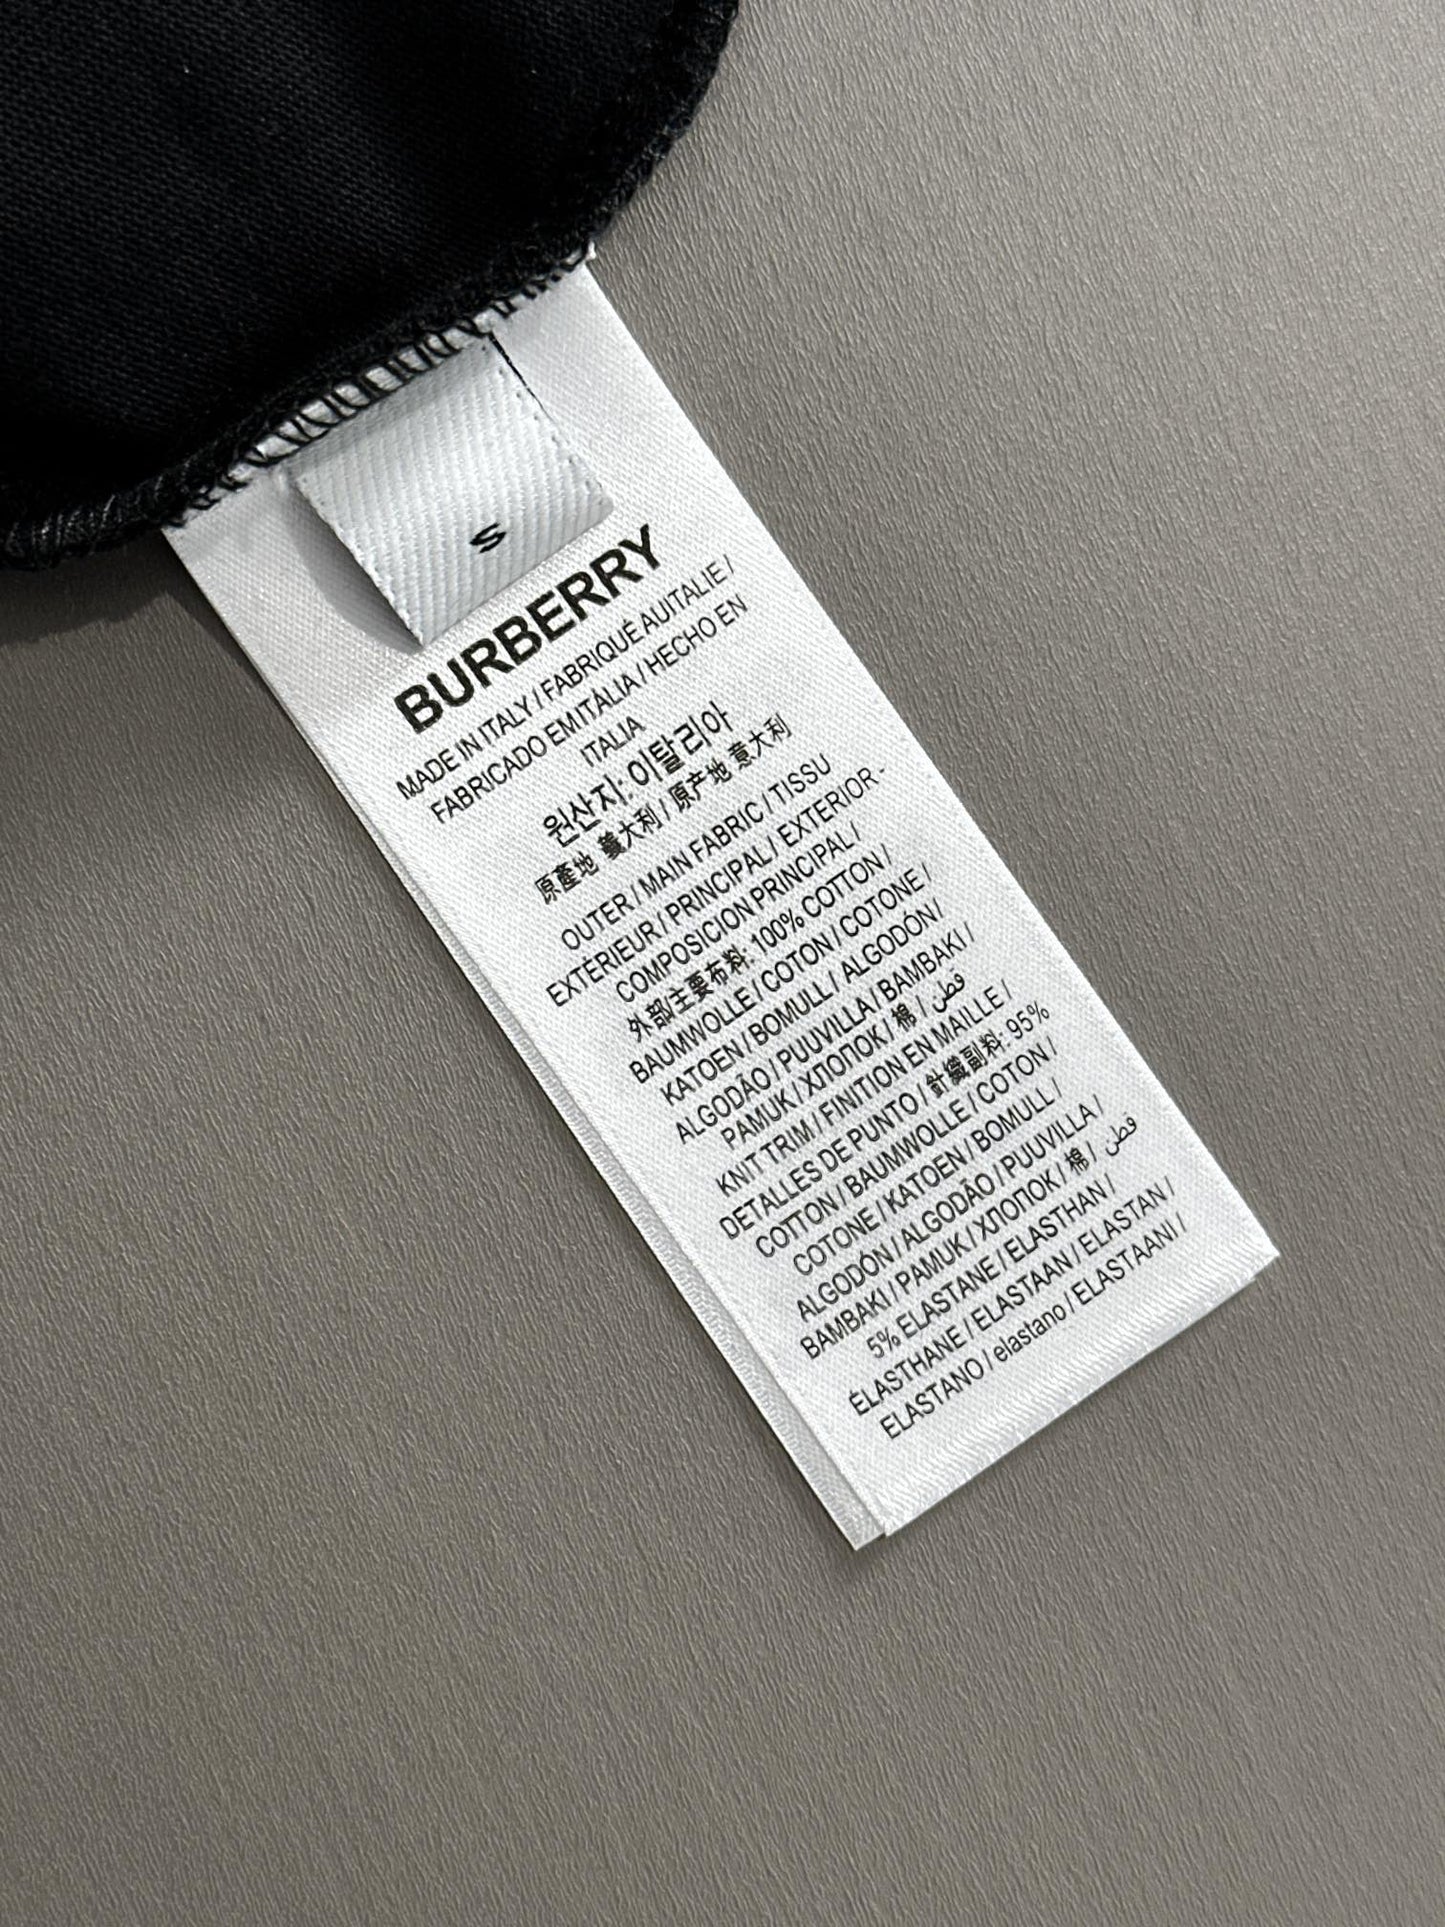 S
BURBERRY
MADE IN ITALY / FABRIQUÉ AUITALIE /
FABRICADO EM ITÁLIA / HECHO EN
ITALIA
원산지: 이탈리아
原產地 義大利 / 原产地 意大利
OUTER / MAIN FABRIC / TISSU
EXTÉRIEUR / PRINCIPAL / EXTERIOR -
COMPOSICION PRINCIPAL /
外部/主要布料: 100% COTTON /
BAUMWOLLE / COTON / COTONE /
KATOEN / BOMULL / ALGODÓN /
ALGODÃO / PUUVILLA / BAMBAKI /
PAMUK / ХЛОПОК / 棉 / قطن
KNIT TRIM / FINITION EN MAILLE /
DETALLES DE PUNTO / 針織副料: 95%
COTTON / BAUMWOLLE / COTON /
COTONE / KATOEN / BOMULL /
ALGODÓN / ALGODÃO / PUUVILLA /
BAMBAKI / PAMUK / ХЛОПОК / 棉 / قطن
5% ELASTANE / ELASTHAN /
ÉLASTHANE / ELASTAAN / ELASTAN /
ELASTANO / elastano / ELASTAANI /